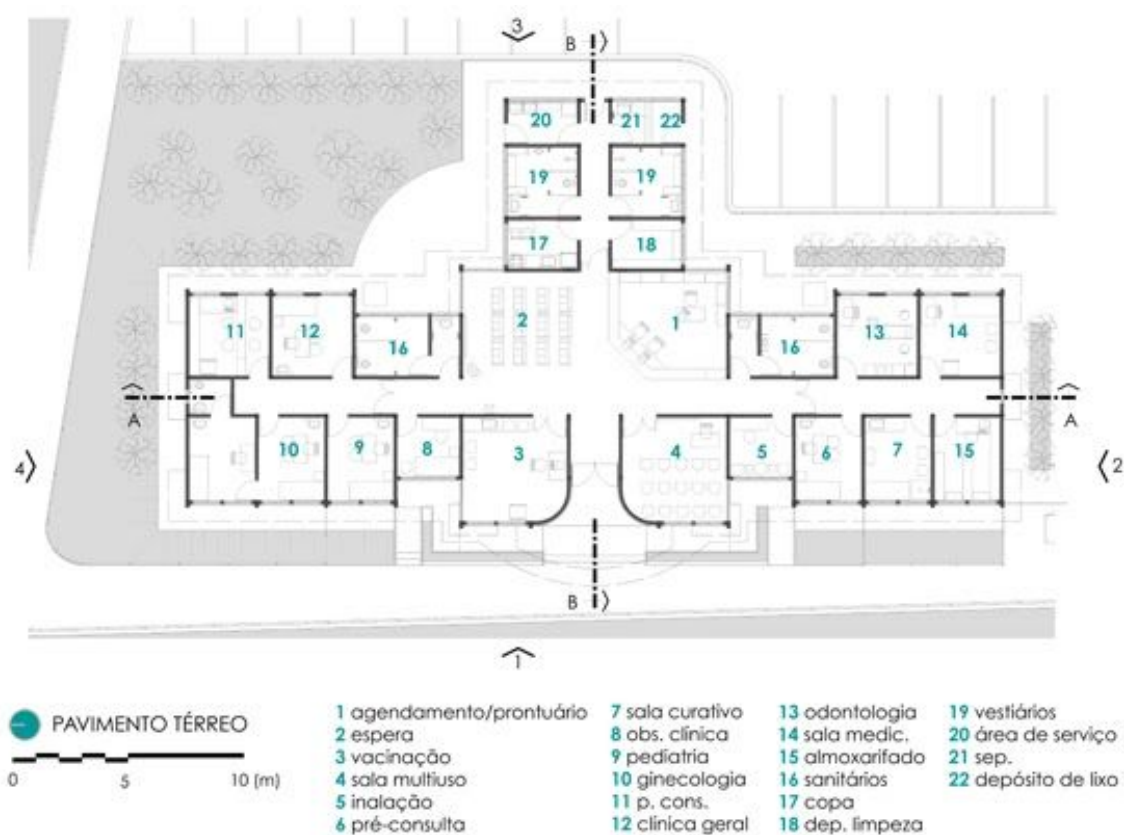 3
B
20 21 22
19 19
17 18
11 12 16 2 1 16 13 14
A A
4 10 9 8 3 4 5 6 7 15 2
B
1
PAVIMENTO TÉRREO
0 5 10 (m)
1 agendamento/prontuário
2 espera
3 vacinação
4 sala multiuso
5 inalação
6 pré-consulta
7 sala curativo
8 obs. clínica
9 pediatria
10 ginecologia
11 p. cons.
12 clínica geral
13 odontologia
14 sala medic.
15 almoxarifado
16 sanitários
17 copa
18 dep. limpeza
19 vestiários
20 área de serviço
21 sep.
22 depósito de lixo